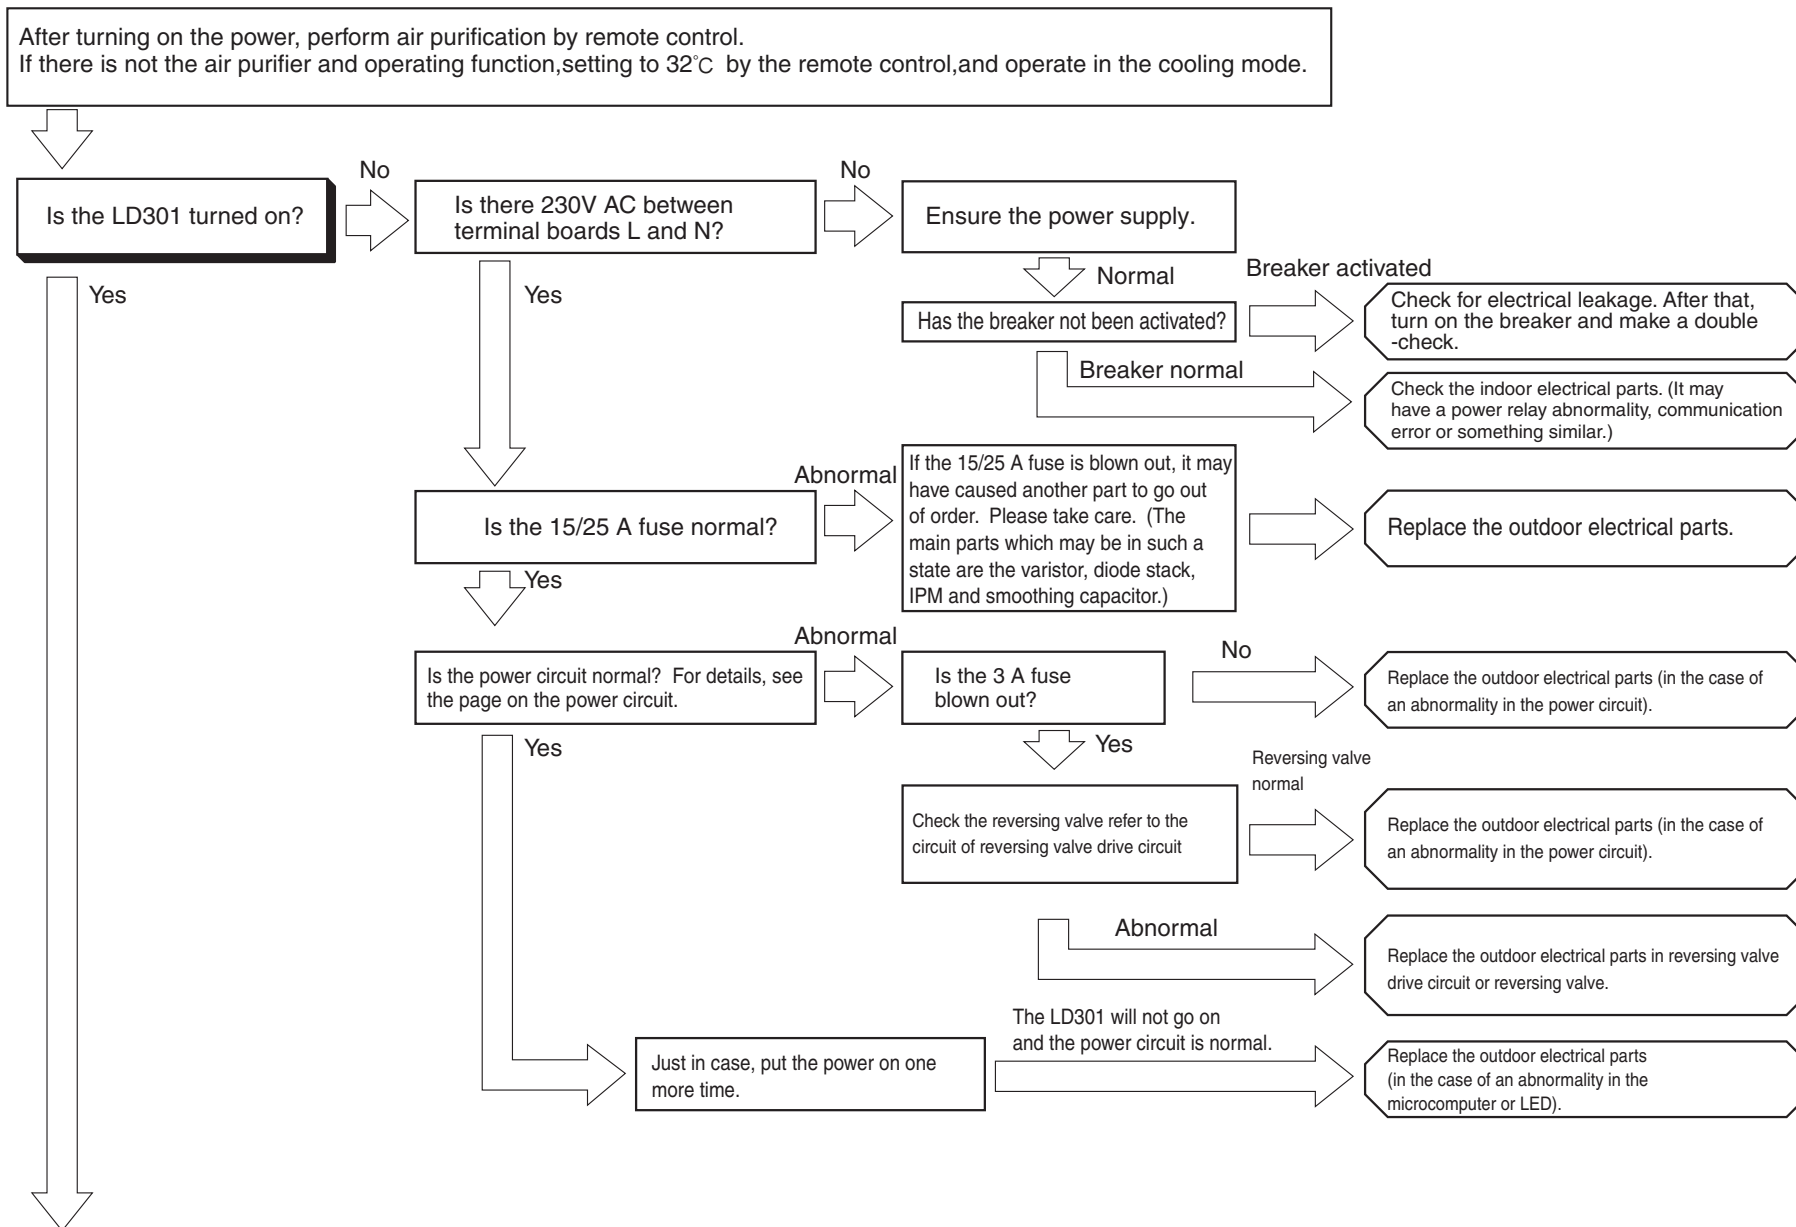 After turning on the power, perform air purification by remote control.
If there is not the air purifier and operating function,setting to 32°C by the remote control,and operate in the cooling mode.
Is the LD301 turned on?
No
Is there 230V AC between
terminal boards L and N?
No
Ensure the power supply.
Yes
Yes
Normal
Breaker activated
Has the breaker not been activated?
Check for electrical leakage. After that,
turn on the breaker and make a double
-check.
Breaker normal
Check the indoor electrical parts. (It may
have a power relay abnormality, communication
error or something similar.)
Is the 15/25 A fuse normal?
Abnormal
If the 15/25 A fuse is blown out, it may
have caused another part to go out
of order. Please take care. (The
main parts which may be in such a
state are the varistor, diode stack,
IPM and smoothing capacitor.)
Replace the outdoor electrical parts.
Yes
Is the power circuit normal? For details, see
the page on the power circuit.
Abnormal
Is the 3 A fuse
blown out?
No
Replace the outdoor electrical parts (in the case of
an abnormality in the power circuit).
Yes
Yes
Check the reversing valve refer to the
circuit of reversing valve drive circuit
Reversing valve
normal
Replace the outdoor electrical parts (in the case of
an abnormality in the power circuit).
Abnormal
Replace the outdoor electrical parts in reversing valve
drive circuit or reversing valve.
Just in case, put the power on one
more time.
The LD301 will not go on
and the power circuit is normal.
Replace the outdoor electrical parts
(in the case of an abnormality in the
microcomputer or LED).